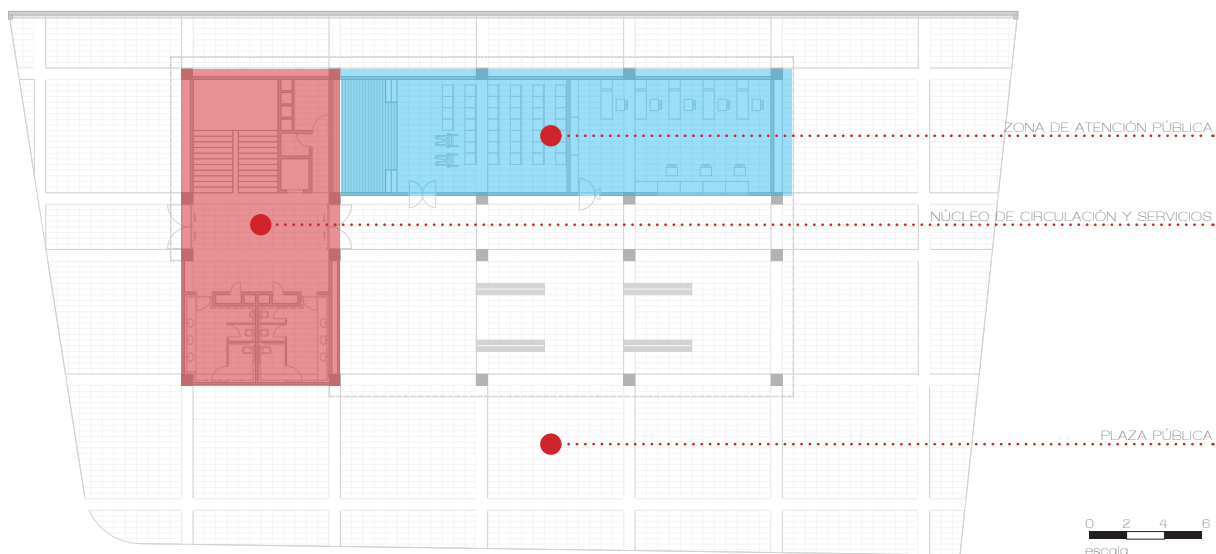 ZONA DE ATENCIÓN PÚBLICA
NÚCLEO DE CIRCULACIÓN Y SERVICIOS
PLAZA PÚBLICA
0 2 4 6
escala